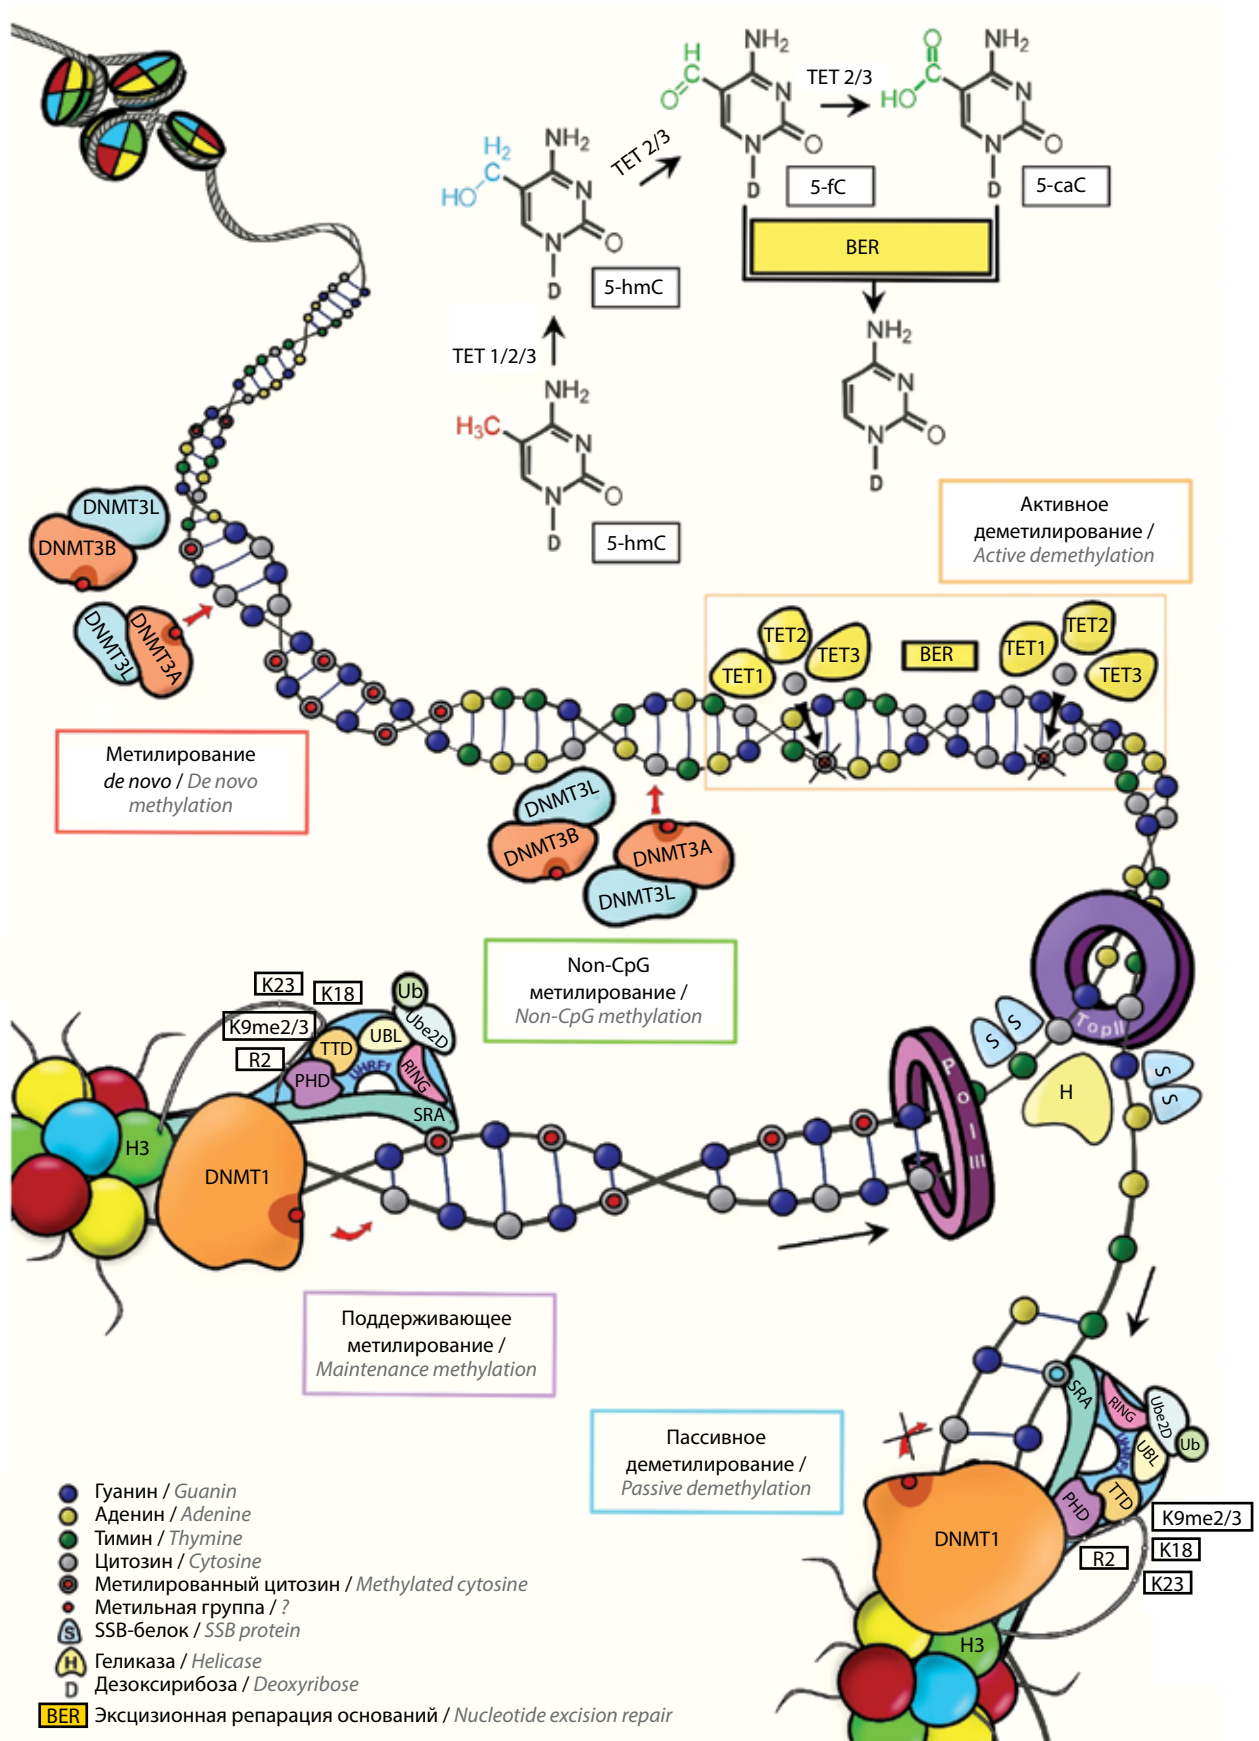 NH2
H
C
O
N
N
O
D
TET 2/3
O
C
HO
NH2
N
N
O
D
5-fC
5-caC
BER
TET 2/3
H2
C
HO
NH2
N
N
O
D
5-hmC
TET 1/2/3
NH2
H3C
N
N
O
D
5-hmC
NH2
N
N
O
D
DNMT3L
DNMT3B
DNMT3L
DNMT3A
Метилирование
de novo / De novo
methylation
Активное
деметилирование /
Active demethylation
TET1
TET2
TET3
BER
TET1
TET2
TET3
DNMT3L
DNMT3B
DNMT3A
DNMT3L
Non-CpG
метилирование /
Non-CpG methylation
TopII
S
S
H
S
S
Pol III
K23
K18
K9me2/3
R2
Ub
Ube2D
UBL
TTD
PHD
UHRF1
RING
SRA
H3
DNMT1
Поддерживающее
метилирование /
Maintenance methylation
Пассивное
деметилирование /
Passive demethylation
SRA
RING
Ube2D
Ub
UBL
UHRF1
TTD
PHD
K9me2/3
R2
K18
K23
DNMT1
H3
Гуанин / Guanin
Аденин / Adenine
Тимин / Thymine
Цитозин / Cytosine
Метилированный цитозин / Methylated cytosine
Метильная группа / ?
S SSB-белок / SSB protein
H Геликаза / Helicase
D Дезоксирибоза / Deoxyribose
BER Эксцизионная репарация оснований / Nucleotide excision repair